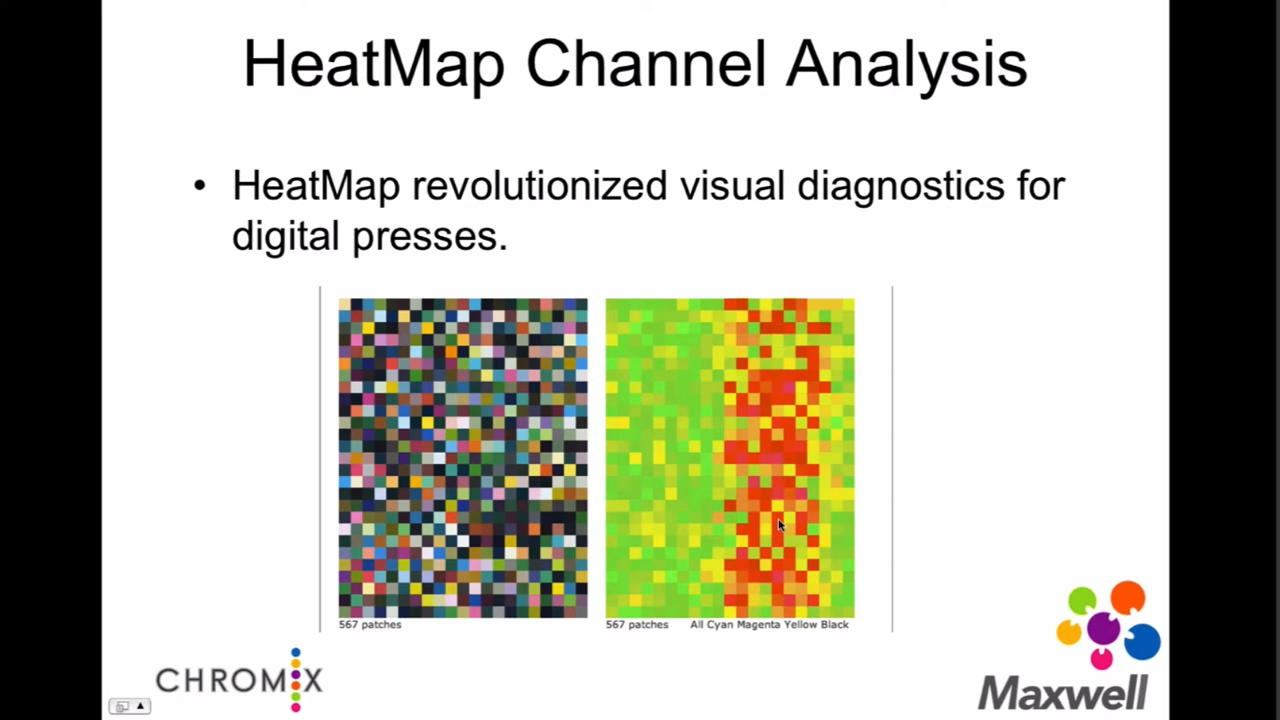 HeatMap Channel Analysis
• HeatMap revolutionized visual diagnostics for
digital presses.
567 patches
567 patches All Cyan Magenta Yellow Black
CHROMIX
Maxwell